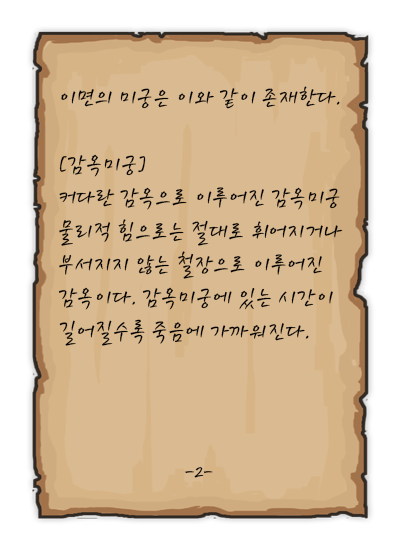 이면의 미궁은 이와 같이 존재한다.
[감옥미궁]
커다란 감옥으로 이루어진 감옥미궁
물리적 힘으로는 절대로 휘어지거나
부서지지 않는 철장으로 이루어진
감옥이다. 감옥미궁에 있는 시간이
길어질수록 죽음에 가까워진다.
-2-